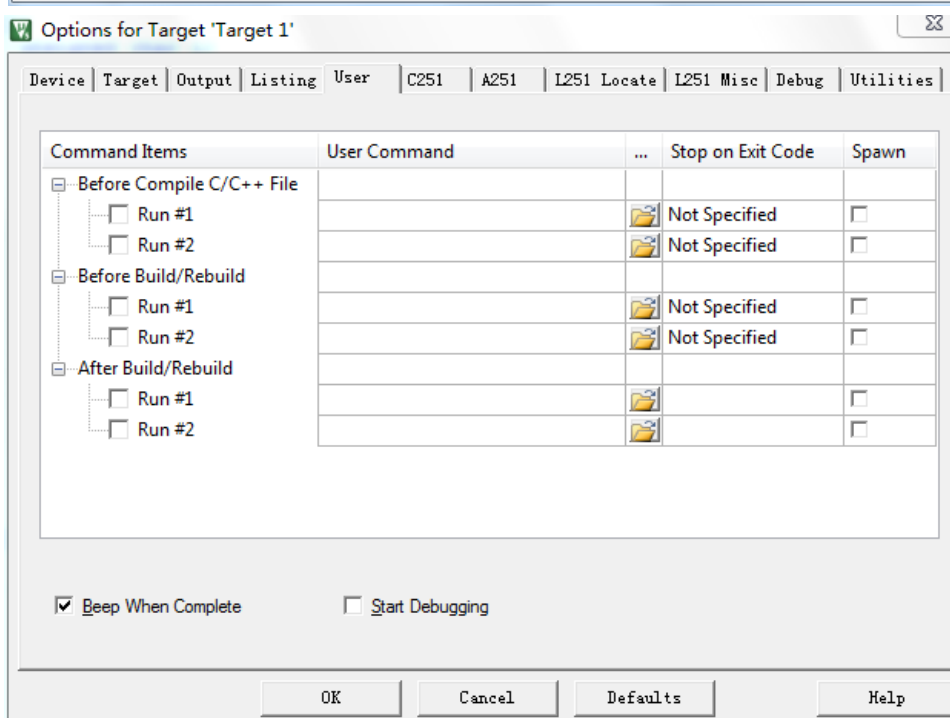 Options for Target 'Target 1'
Device Target Output Listing User C251 A251 L251 Locate L251 Misc Debug Utilities
Command Items User Command ... Stop on Exit Code Spawn
Before Compile C/C++ File
Run #1 Not Specified
Run #2 Not Specified
Before Build/Rebuild
Run #1 Not Specified
Run #2 Not Specified
After Build/Rebuild
Run #1
Run #2
Beep When Complete Start Debugging
OK Cancel Defaults Help